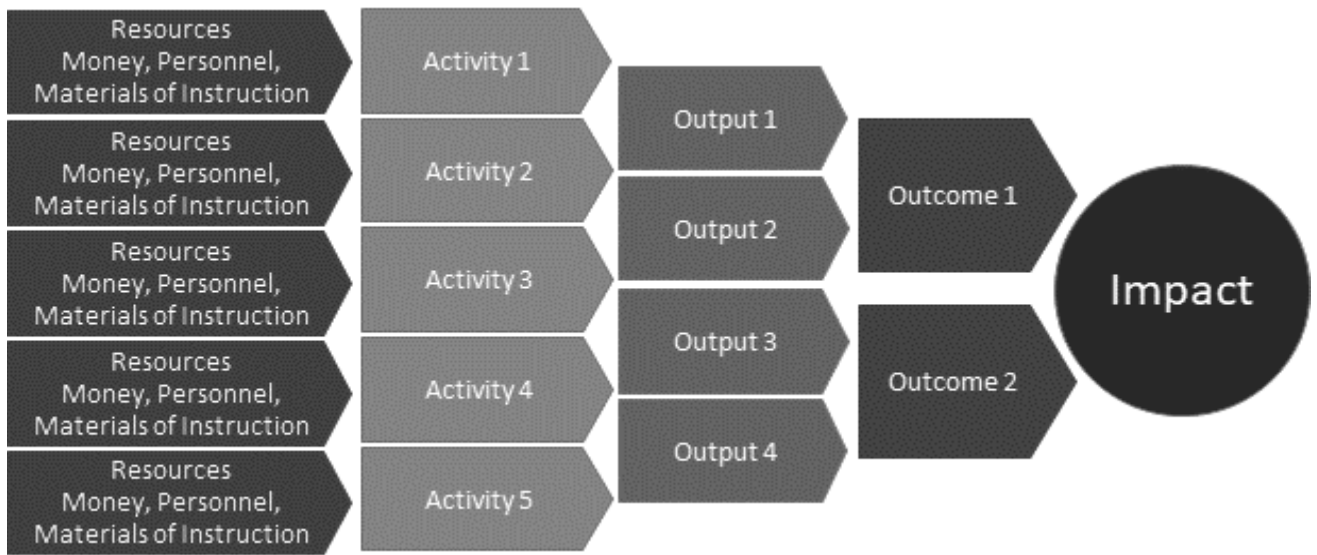 Resources
Money, Personnel,
Materials of Instruction
Resources
Money, Personnel,
Materials of Instruction
Resources
Money, Personnel,
Materials of Instruction
Resources
Money, Personnel,
Materials of Instruction
Resources
Money, Personnel,
Materials of Instruction
Activity 1
Activity 2
Activity 3
Activity 4
Activity 5
Output 1
Output 2
Output 3
Output 4
Outcome 1
Outcome 2
Impact